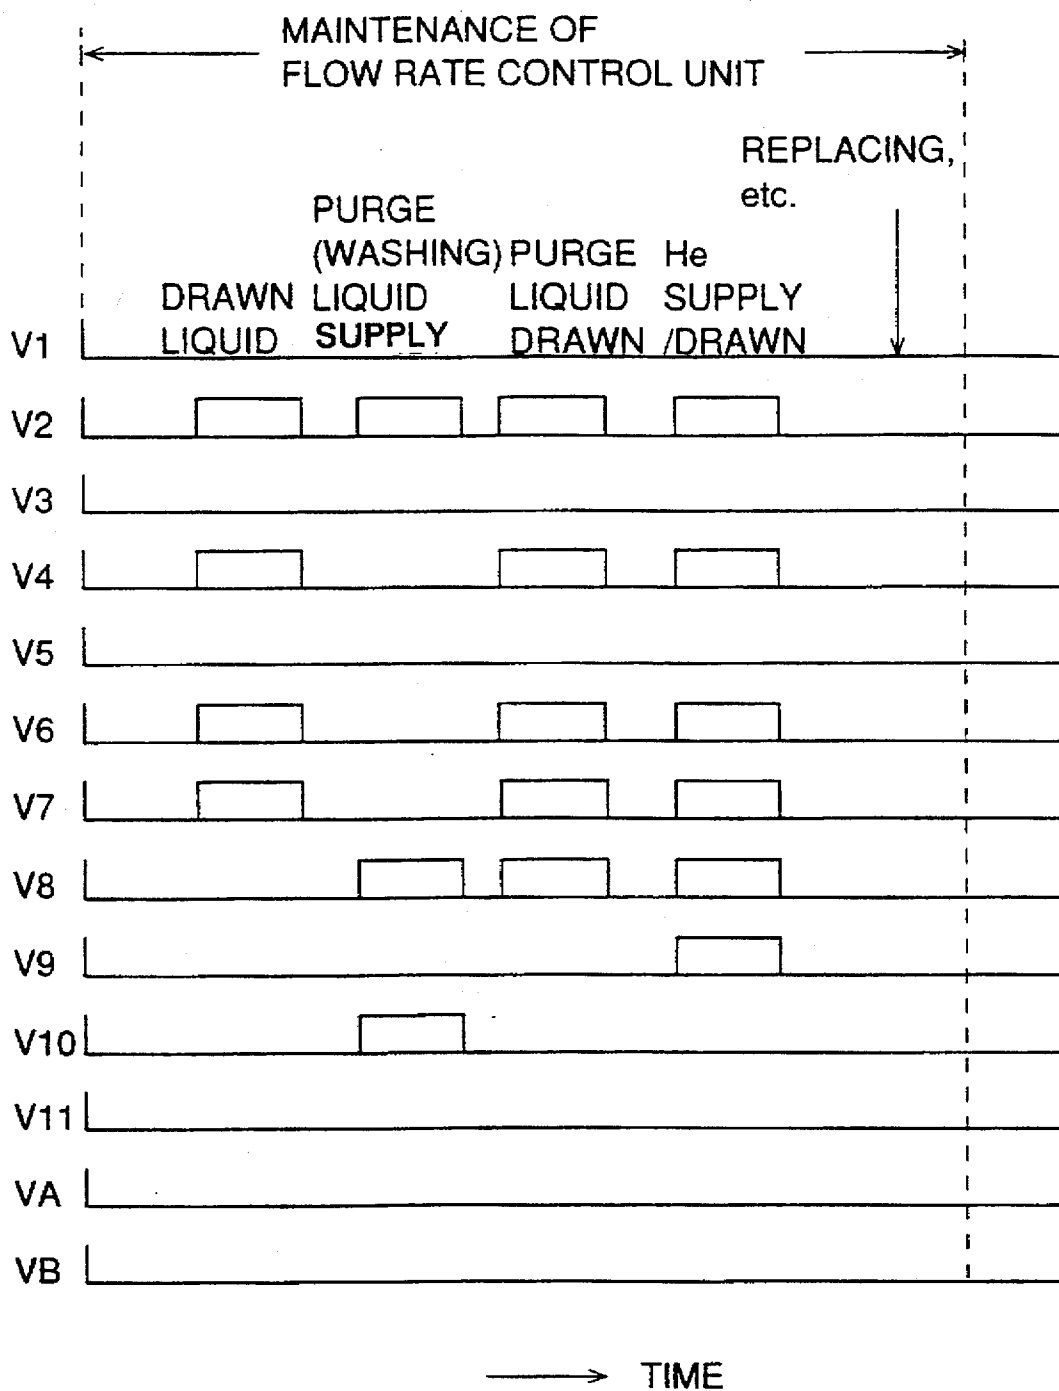 MAINTENANCE OF
FLOW RATE CONTROL UNIT
REPLACING,
etc.
PURGE
(WASHING) PURGE He
DRAWN LIQUID LIQUID SUPPLY
V1 LIQUID SUPPLY DRAWN /DRAWN
V2
V3
V4
V5
V6
V7
V8
V9
V10
V11
VA
VB
TIME